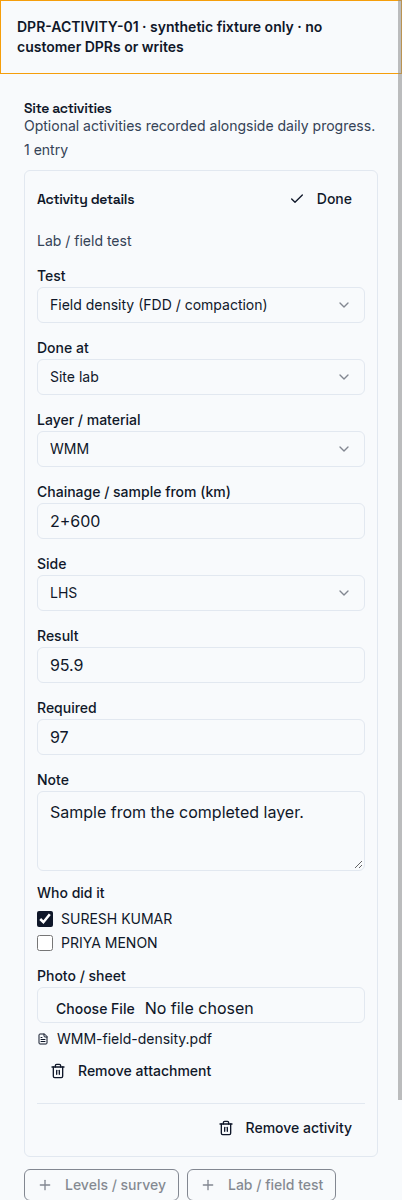 DPR-ACTIVITY-01 · synthetic fixture only · no
customer DPRs or writes
Site activities
Optional activities recorded alongside daily progress.
1 entry
Activity details
Done
Lab / field test
Test
Field density (FDD / compaction)
Done at
Site lab
Layer / material
WMM
Chainage / sample from (km)
2+600
Side
LHS
Result
95.9
Required
97
Note
Sample from the completed layer.
Who did it
SURESH KUMAR
PRIYA MENON
Photo / sheet
Choose File No file chosen
WMM-field-density.pdf
Remove attachment
Remove activity
Levels / survey
Lab / field test